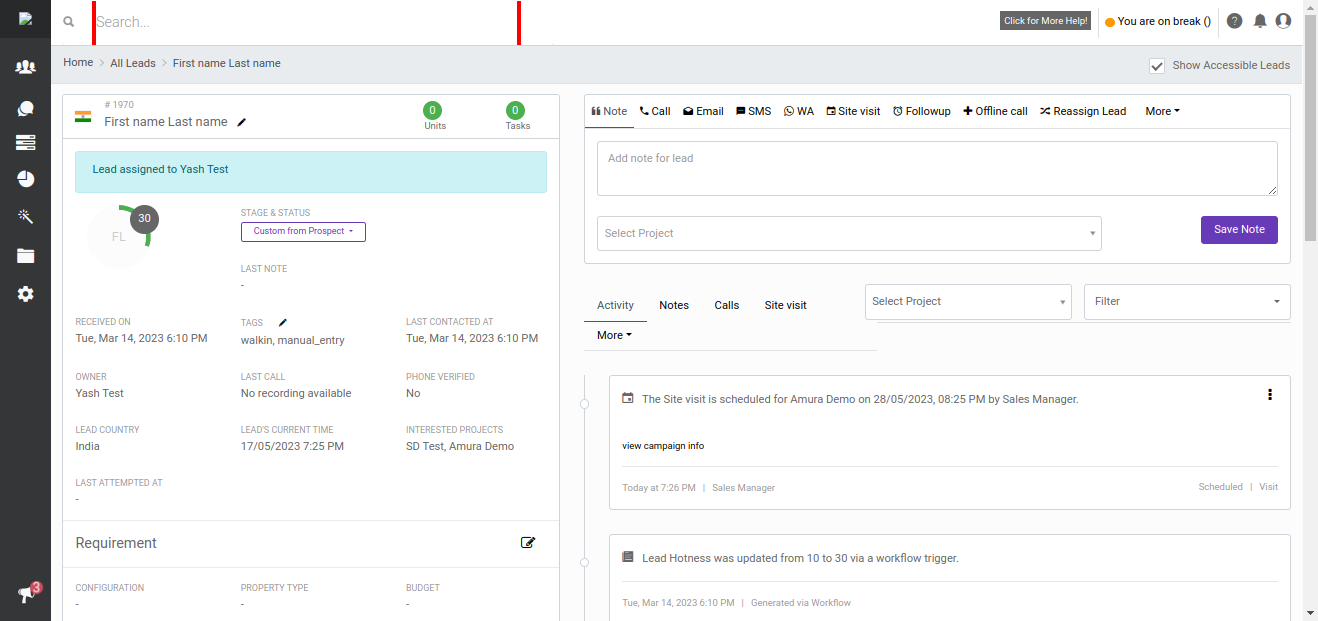 Search...
Click for More Help!
You are on break ()
?
Home > All Leads > First name Last name
Show Accessible Leads
# 1970
First name Last name
0
Units
0
Tasks
Lead assigned to Yash Test
FL
30
STAGE & STATUS
Custom from Prospect
LAST NOTE
-
RECEIVED ON
Tue, Mar 14, 2023 6:10 PM
TAGS
walkin, manual_entry
LAST CONTACTED AT
Tue, Mar 14, 2023 6:10 PM
OWNER
Yash Test
LAST CALL
No recording available
PHONE VERIFIED
No
LEAD COUNTRY
India
LEAD'S CURRENT TIME
17/05/2023 7:25 PM
INTERESTED PROJECTS
SD Test, Amura Demo
LAST ATTEMPTED AT
-
Requirement
CONFIGURATION
-
PROPERTY TYPE
-
BUDGET
-
3
Note Call Email SMS WA Site visit Followup Offline call Reassign Lead More
Add note for lead
Select Project
Save Note
Activity Notes Calls Site visit
More
Select Project
Filter
The Site visit is scheduled for Amura Demo on 28/05/2023, 08:25 PM by Sales Manager.
view campaign info
Today at 7:26 PM | Sales Manager
Scheduled | Visit
Lead Hotness was updated from 10 to 30 via a workflow trigger.
Tue, Mar 14, 2023 6:10 PM | Generated via Workflow